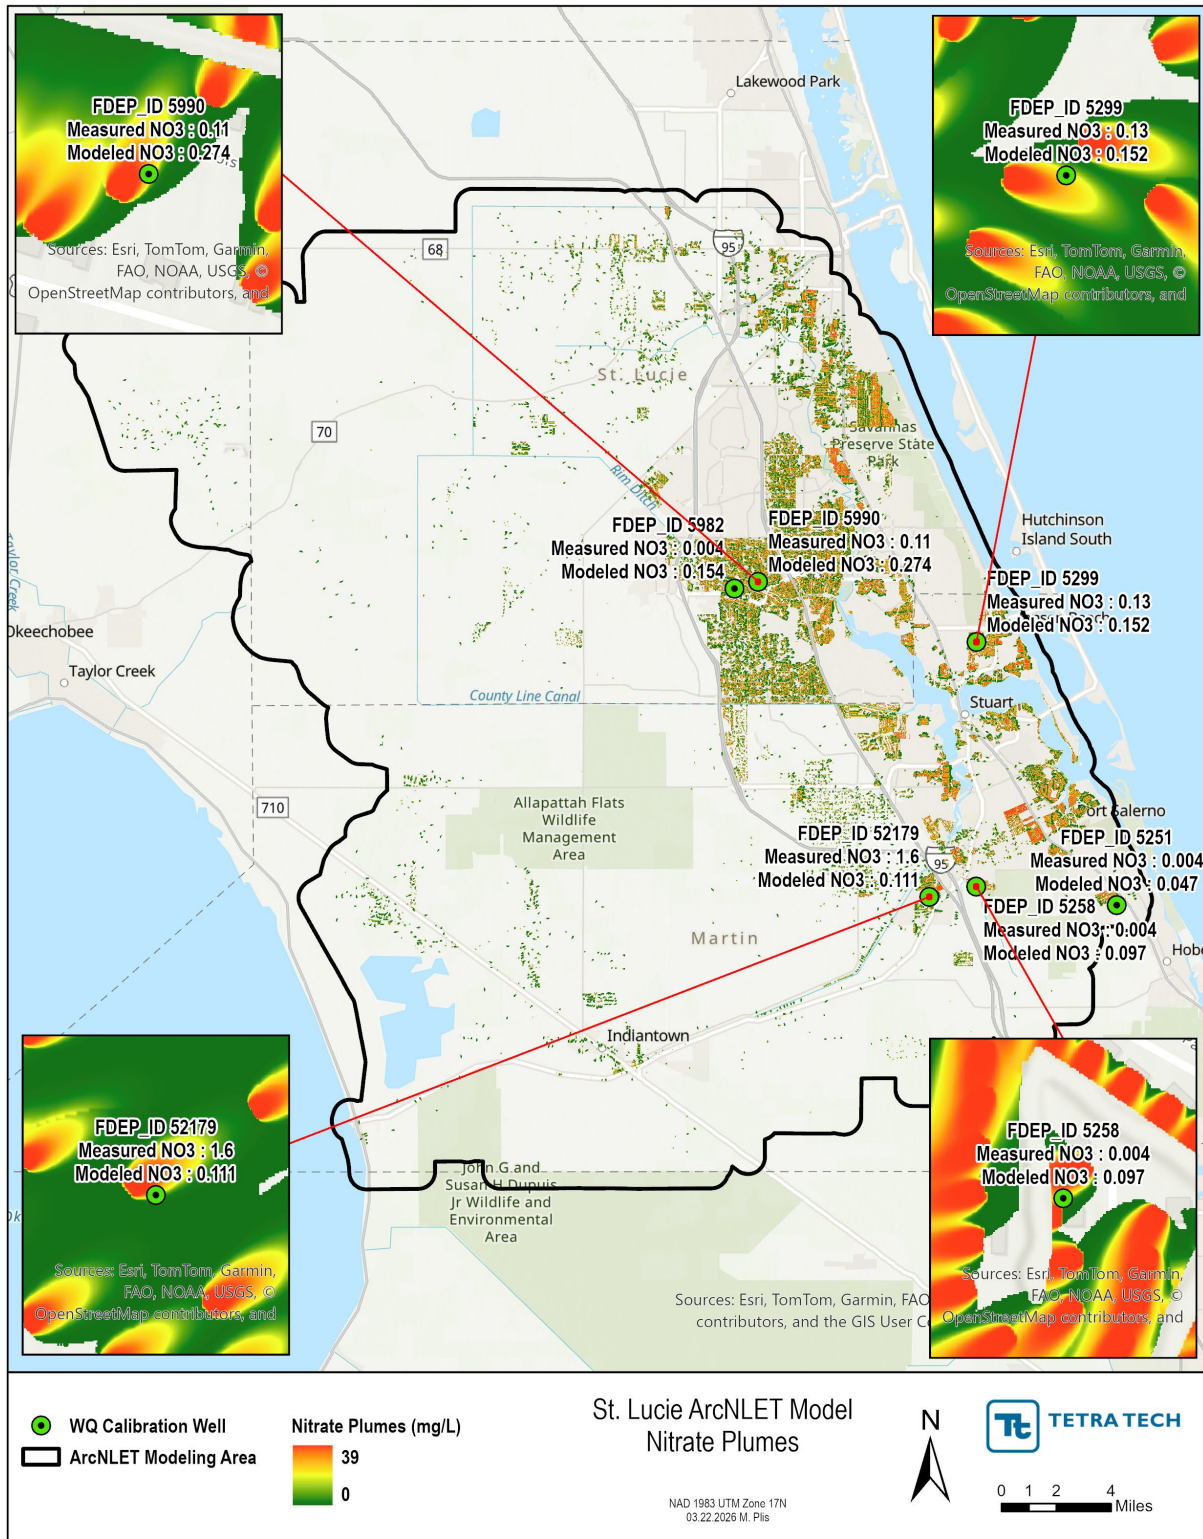 FDEP_ID 5990
Measured NO3 : 0.11
Modeled NO3 : 0.274
Sources: Esri, TomTom, Garmin,
FAO, NOAA, USGS, ©
OpenStreetMap contributors, and
FDEP_ID 5299
Measured NO3 : 0.13
Modeled NO3 : 0.152
Sources: Esri, TomTom, Garmin,
FAO, NOAA, USGS, ©
OpenStreetMap contributors, and
Lakewood Park
68
95
St. Lucie
70
Savannas
Preserve State
Park
Rim Ditch
Hutchinson
Island South
FDEP_ID 5982
Measured NO3 : 0.004
Modeled NO3 : 0.154
FDEP_ID 5990
Measured NO3 : 0.11
Modeled NO3 : 0.274
FDEP_ID 5299
Measured NO3 : 0.13
Modeled NO3 : 0.152
Taylor Creek
Okeechobee
Taylor Creek
County Line Canal
Stuart
710
Allapattah Flats
Wildlife
Management
Area
Port Salerno
FDEP_ID 52179
Measured NO3 : 1.6
Modeled NO3 : 0.111
95
FDEP_ID 5251
Measured NO3 : 0.004
Modeled NO3 : 0.047
FDEP_ID 5258
Measured NO3 : 0.004
Modeled NO3 : 0.097
Martin
Hobe
Indiantown
FDEP_ID 52179
Measured NO3 : 1.6
Modeled NO3 : 0.111
Sources: Esri, TomTom, Garmin,
FAO, NOAA, USGS, ©
OpenStreetMap contributors, and
FDEP_ID 5258
Measured NO3 : 0.004
Modeled NO3 : 0.097
Sources: Esri, TomTom, Garmin,
FAO, NOAA, USGS, ©
OpenStreetMap contributors, and
John G and
Susan H Dupuis
Jr Wildlife and
Environmental
Area
Sources: Esri, TomTom, Garmin, FAO
contributors, and the GIS User
WQ Calibration Well
ArcNLET Modeling Area
Nitrate Plumes (mg/L)
39
0
St. Lucie ArcNLET Model
Nitrate Plumes
NAD 1983 UTM Zone 17N
03.22.2026 M. Plis
N
Tt TETRA TECH
0 1 2 4
Miles